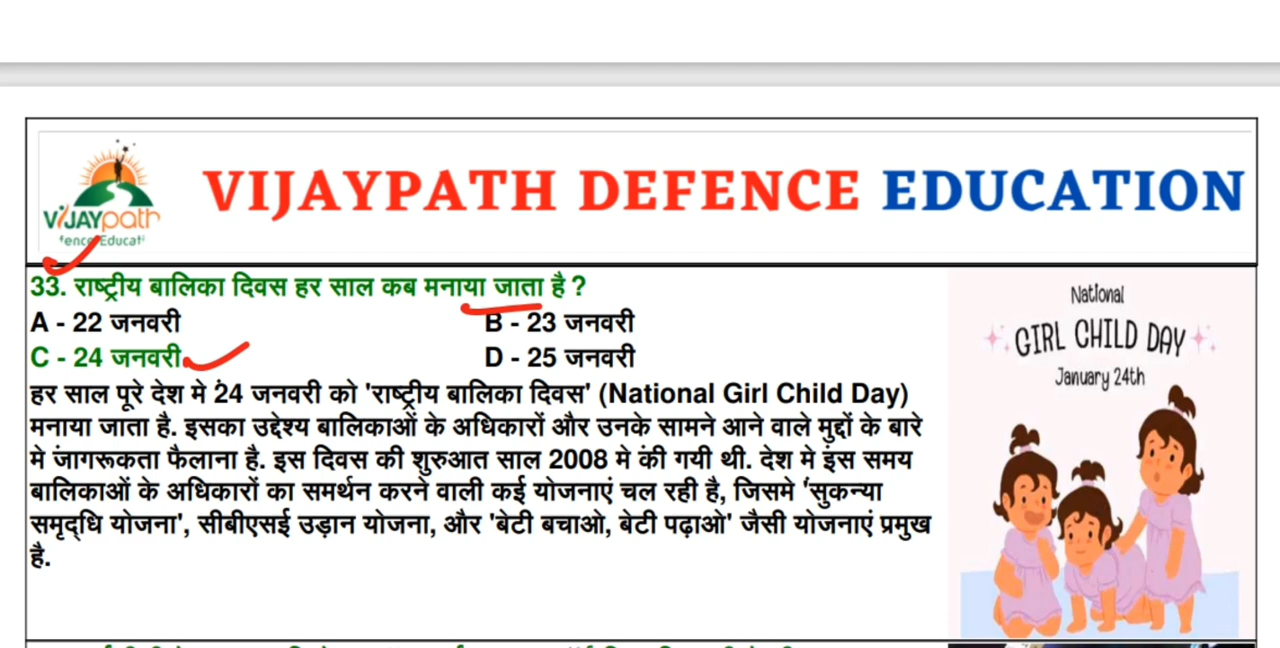 VIJAYpath
fence Educati
VIJAYPATH DEFENCE EDUCATION
33. राष्ट्रीय बालिका दिवस हर साल कब मनाया जाता है ?
A - 22 जनवरी
B - 23 जनवरी
C - 24 जनवरी
D - 25 जनवरी
हर साल पूरे देश मे 24 जनवरी को 'राष्ट्रीय बालिका दिवस' (National Girl Child Day)
मनाया जाता है. इसका उद्देश्य बालिकाओं के अधिकारों और उनके सामने आने वाले मुद्दों के बारे
मे जागरूकता फैलाना है. इस दिवस की शुरुआत साल 2008 मे की गयी थी. देश मे इस समय
बालिकाओं के अधिकारों का समर्थन करने वाली कई योजनाएं चल रही है, जिसमे 'सुकन्या
समृद्धि योजना', सीबीएसई उड़ान योजना, और 'बेटी बचाओ, बेटी पढ़ाओ' जैसी योजनाएं प्रमुख
है.
National
GIRL CHILD DAY
January 24th